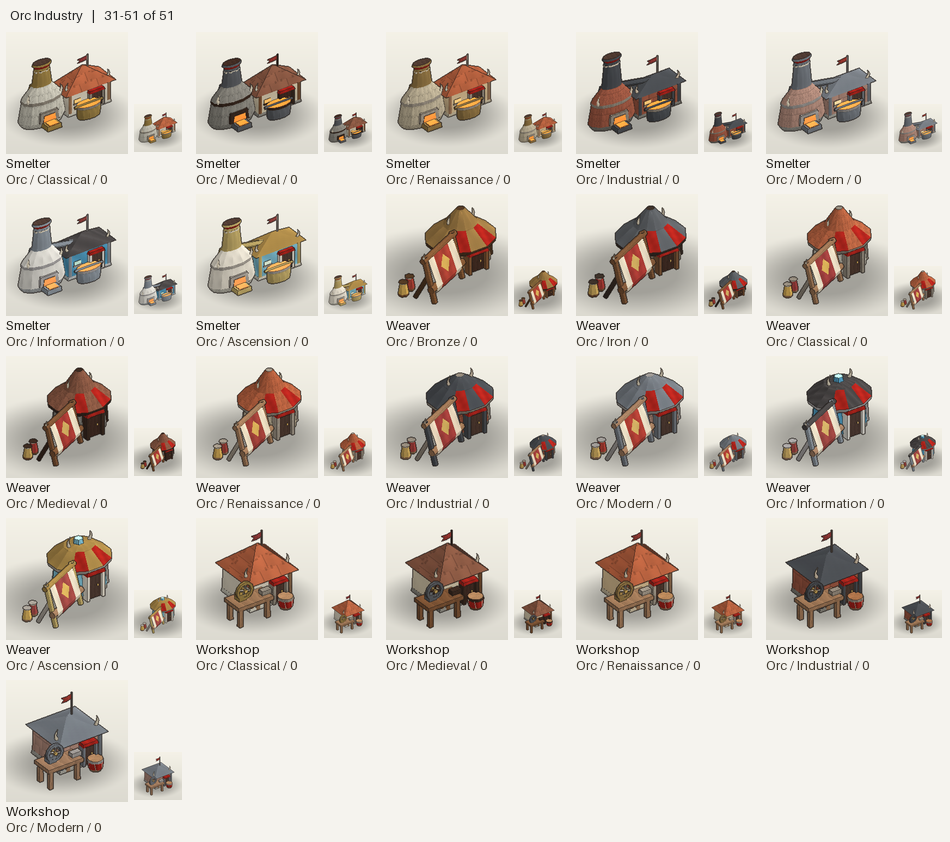 Orc Industry | 31-51 of 51
Smelter
Orc / Classical / 0
Smelter
Orc / Medieval / 0
Smelter
Orc / Renaissance / 0
Smelter
Orc / Industrial / 0
Smelter
Orc / Modern / 0
Smelter
Orc / Information / 0
Smelter
Orc / Ascension / 0
Weaver
Orc / Bronze / 0
Weaver
Orc / Iron / 0
Weaver
Orc / Classical / 0
Weaver
Orc / Medieval / 0
Weaver
Orc / Renaissance / 0
Weaver
Orc / Industrial / 0
Weaver
Orc / Modern / 0
Weaver
Orc / Information / 0
Weaver
Orc / Ascension / 0
Workshop
Orc / Classical / 0
Workshop
Orc / Medieval / 0
Workshop
Orc / Renaissance / 0
Workshop
Orc / Industrial / 0
Workshop
Orc / Modern / 0